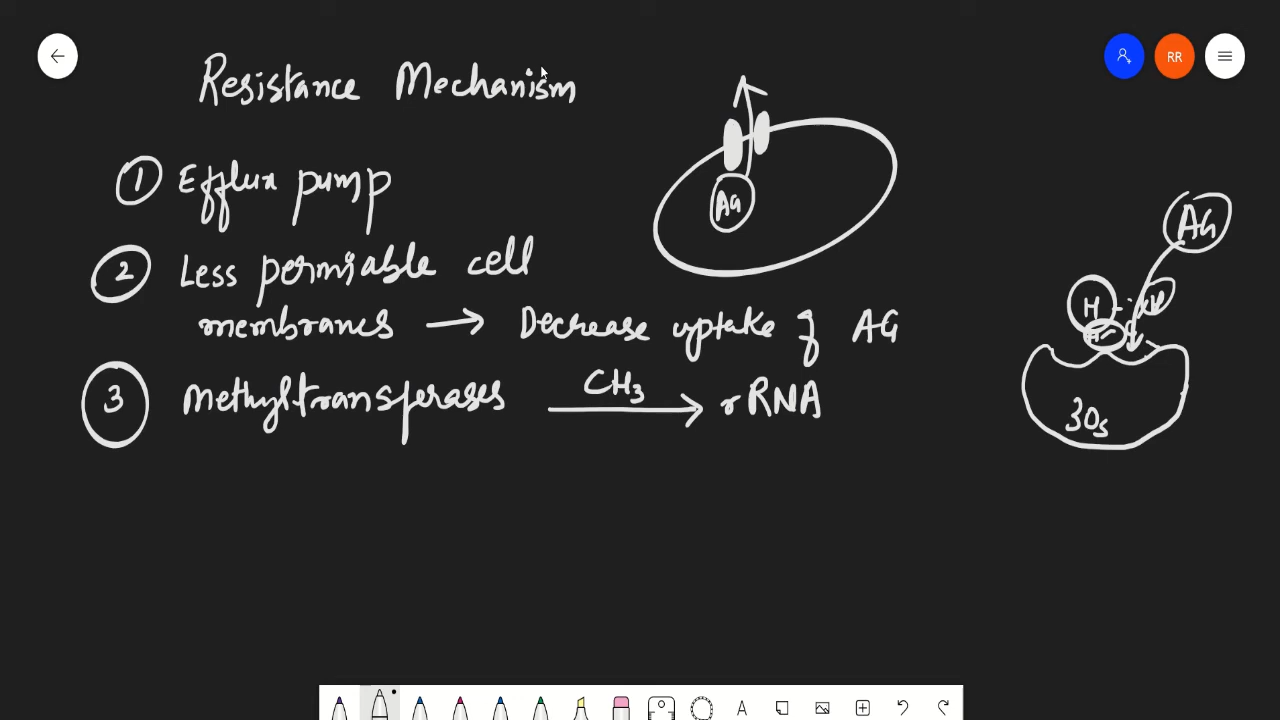 Resistance Mechanism
① Efflux pump
② Less permiable cell
membranes → Decrease uptake of AG
③ Methyltransferases CH3 → rRNA
AG
AG
H
30s
RR
A